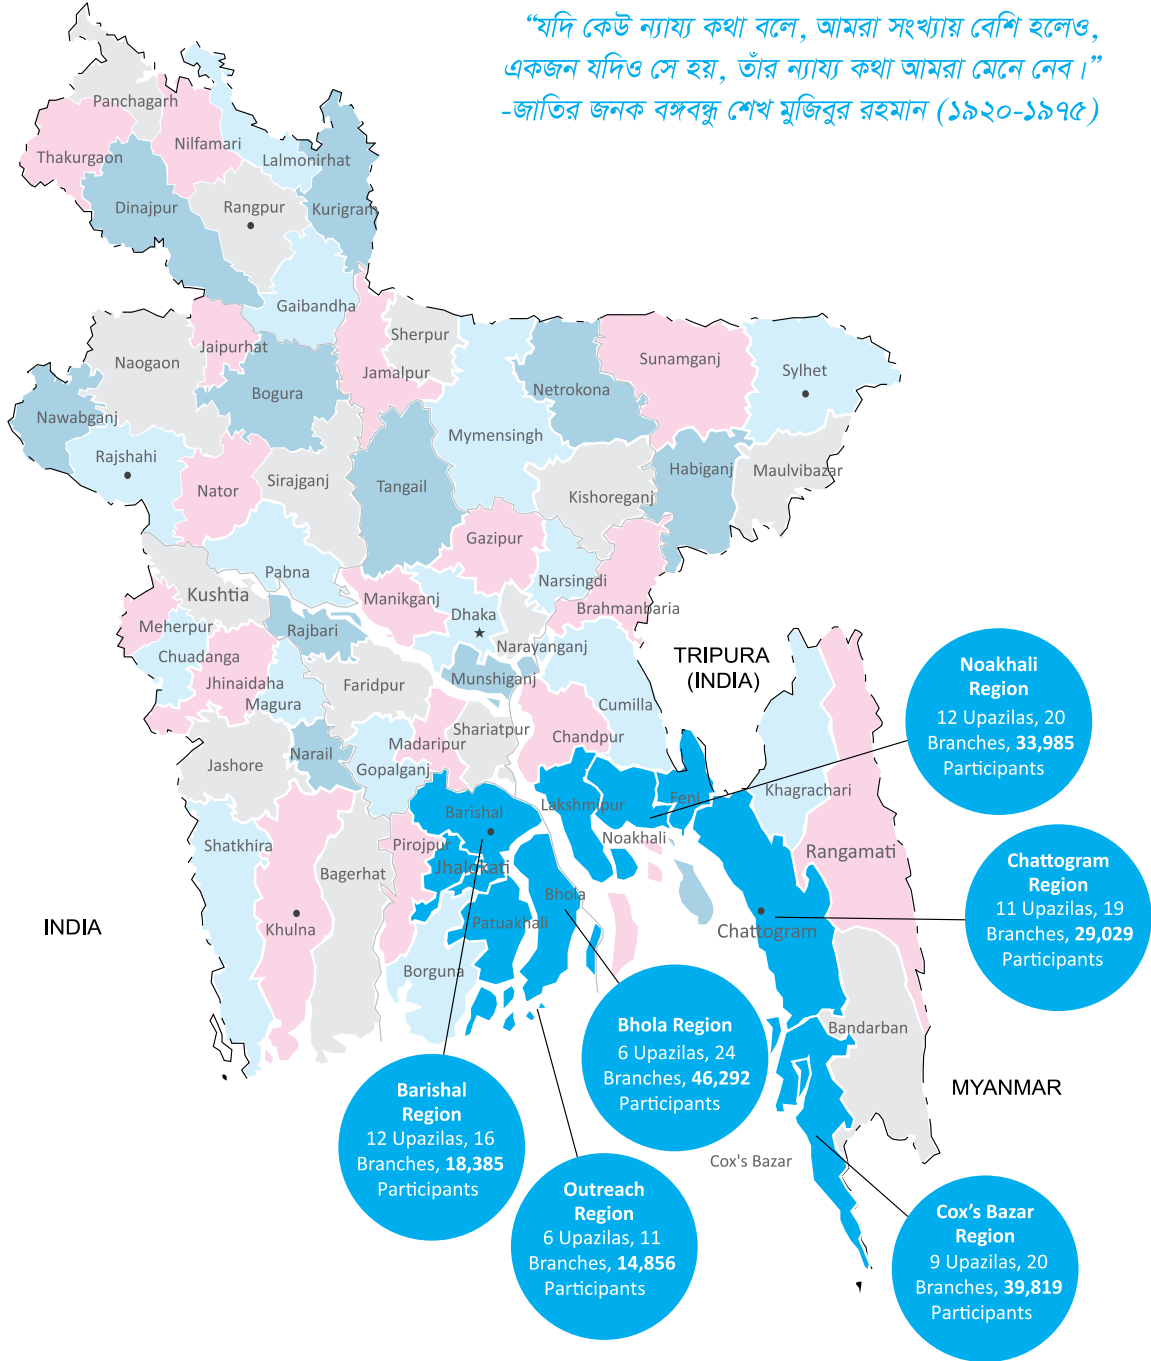 “যদি কেউ ন্যায্য কথা বলে, আমরা সংখ্যায় বেশি হলেও,
একজন যদিও সে হয়, তাঁর ন্যায্য কথা আমরা মেনে নেব।”
-জাতির জনক বঙ্গবন্ধু শেখ মুজিবুর রহমান (১৯২০-১৯৭৫)
Panchagarh
Thakurgaon
Nilfamari
Lalmonirhat
Dinajpur
Rangpur
Kurigram
Gaibandha
Sherpur
Jaipurhat
Naogaon
Jamalpur
Sunamganj
Sylhet
Bogura
Netrokona
Nawabganj
Mymensingh
Rajshahi
Nator
Sirajganj
Tangail
Kishoreganj
Habiganj
Maulvibazar
Gazipur
Pabna
Narsingdi
Kushtia
Manikganj
Dhaka
Brahmanbaria
Meherpur
Rajbari
Narayanganj
Chuadanga
Jhinaidaha
Magura
Faridpur
Munshiganj
TRIPURA
(INDIA)
Cumilla
Shariatpur
Madaripur
Chandpur
Narail
Jashore
Gopalganj
Khagrachari
Noakhali
Region
12 Upazilas, 20
Branches, 33,985
Participants
Barishal
Lakshmipur
Feni
Noakhali
Shatkhira
Pirojpur
Jhalokati
Bagerhat
Rangamati
Bhola
Patuakhali
Khulna
Chattogram
INDIA
Borguna
Chattogram
Region
11 Upazilas, 19
Branches, 29,029
Participants
Bandarban
Bhola Region
6 Upazilas, 24
Branches, 46,292
Participants
MYANMAR
Barishal
Region
12 Upazilas, 16
Branches, 18,385
Participants
Cox's Bazar
Outreach
Region
6 Upazilas, 11
Branches, 14,856
Participants
Cox’s Bazar
Region
9 Upazilas, 20
Branches, 39,819
Participants